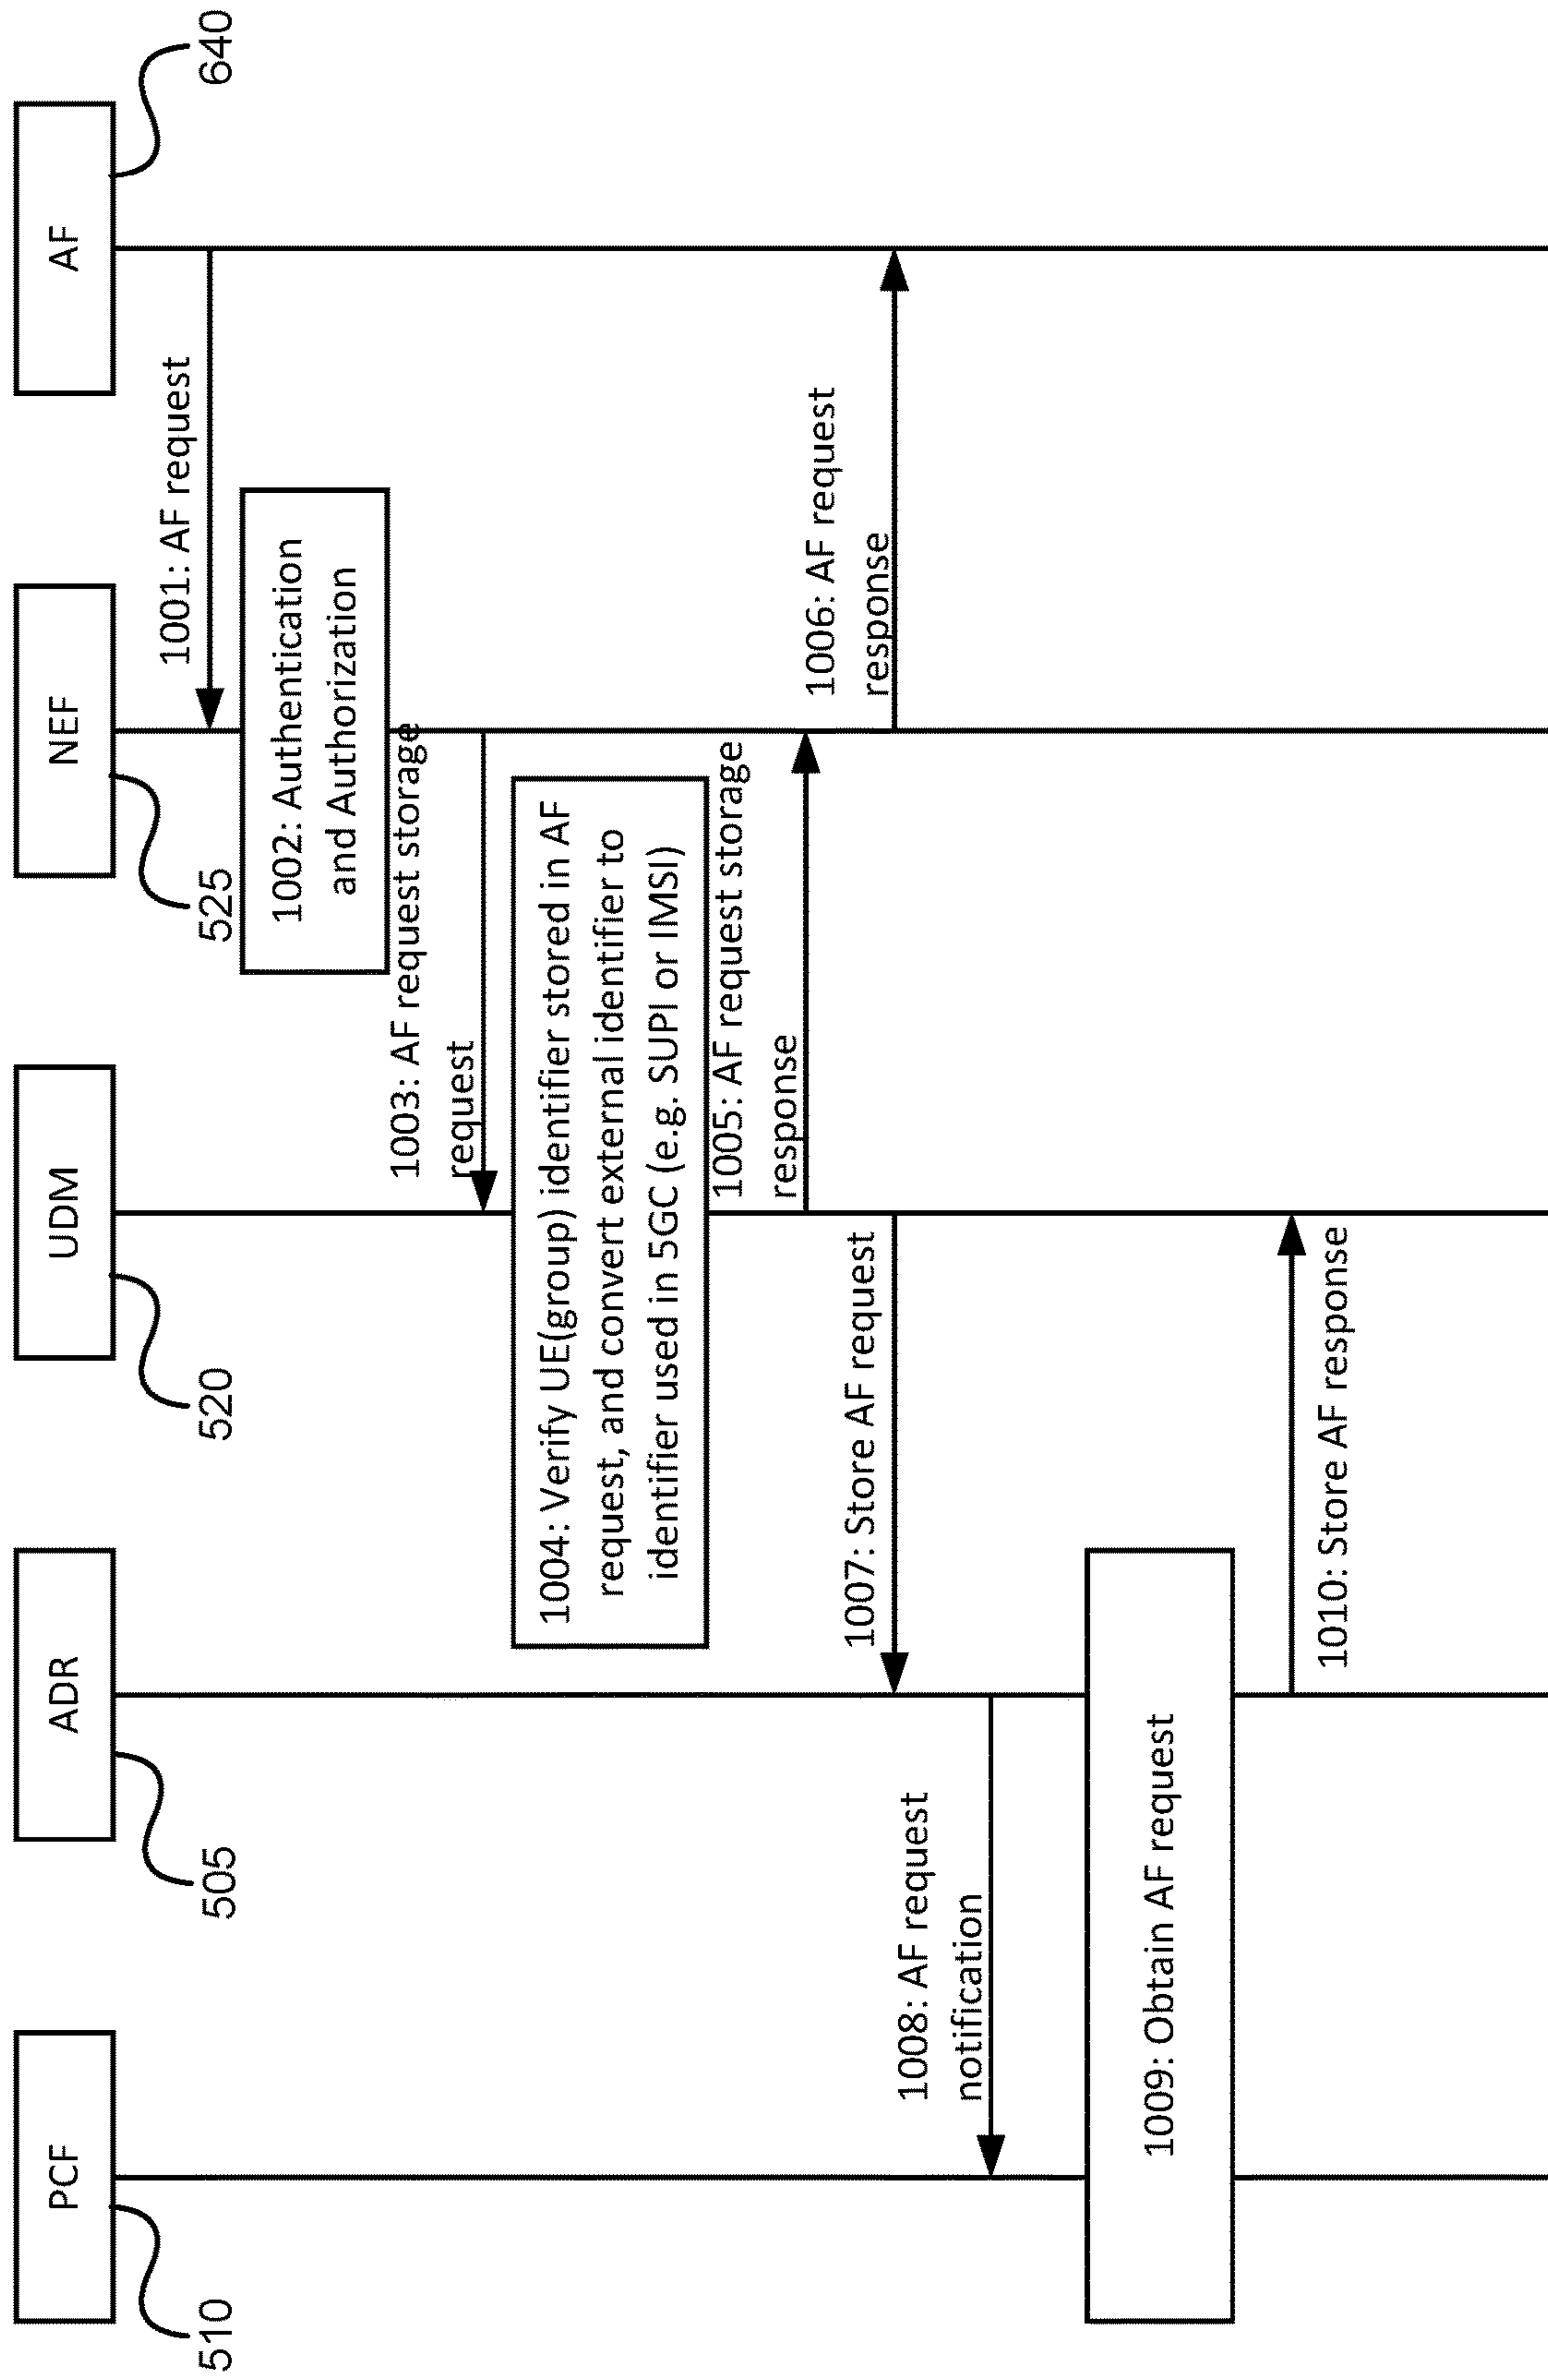 PCF
ADR
UDM
NEF
AF
510
505
520
525
640
1001: AF request
1002: Authentication
and Authorization
1003: AF request storage
request
1004: Verify UE(group) identifier stored in AF
request, and convert external identifier to
identifier used in 5GC (e.g. SUPI or IMSI)
1005: AF request storage
response
1006: AF request
response
1007: Store AF request
1008: AF request
notification
1009: Obtain AF request
1010: Store AF response